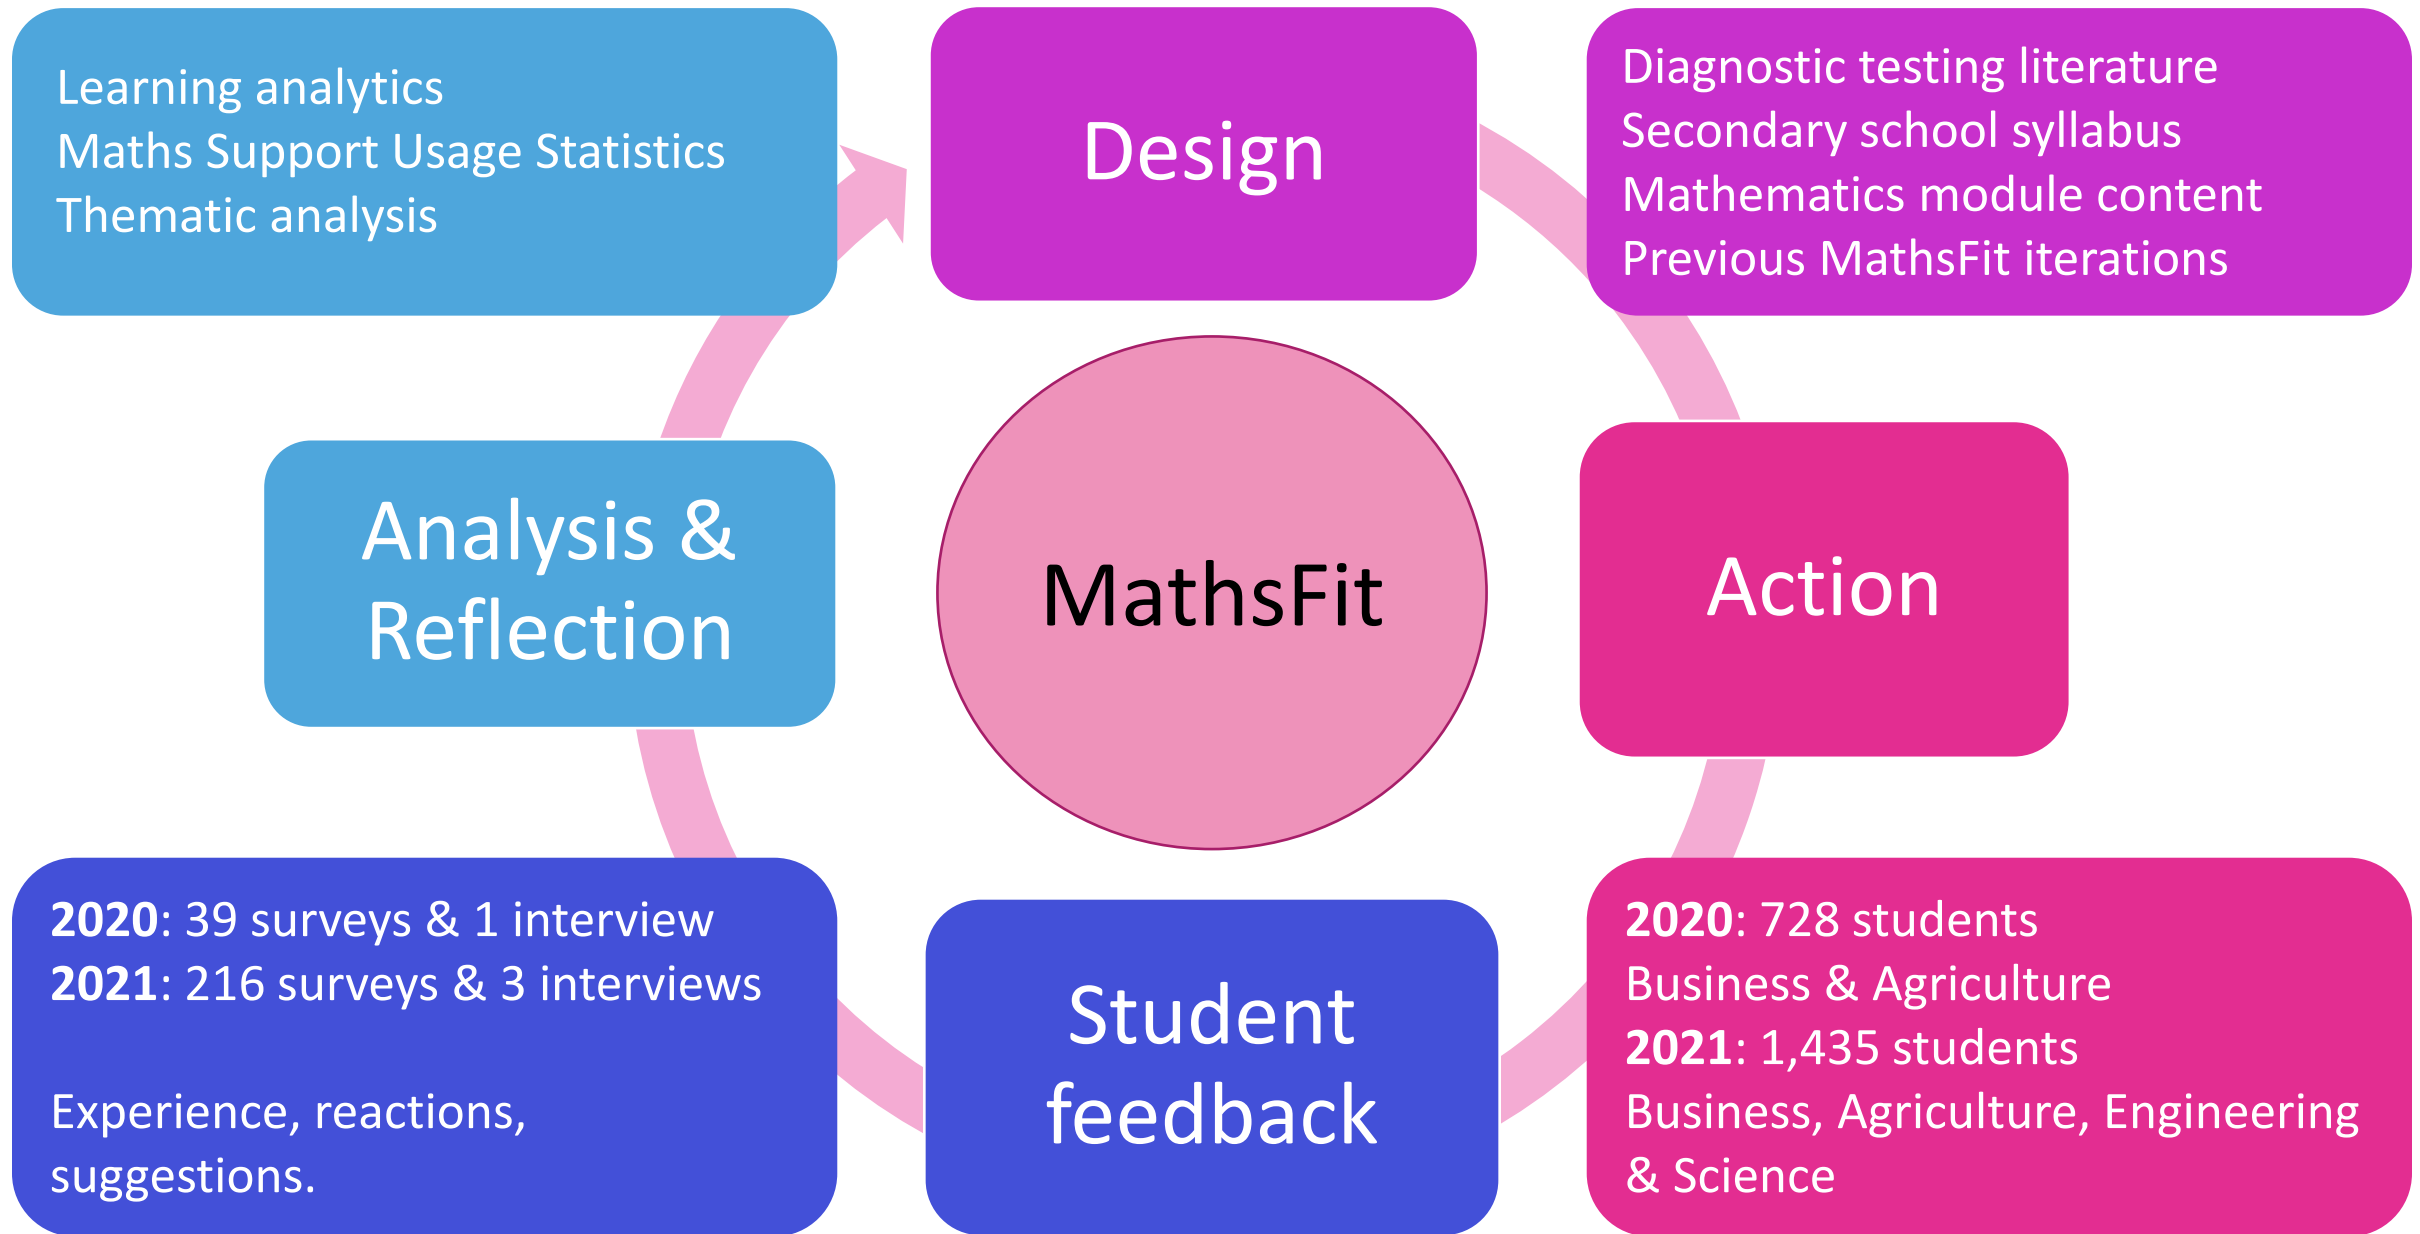 Learning analytics
Maths Support Usage Statistics
Thematic analysis
Design
Diagnostic testing literature
Secondary school syllabus
Mathematics module content
Previous MathsFit iterations
Analysis &
Reflection
MathsFit
Action
2020: 39 surveys & 1 interview
2021: 216 surveys & 3 interviews
Experience, reactions,
suggestions.
Student
feedback
2020: 728 students
Business & Agriculture
2021: 1,435 students
Business, Agriculture, Engineering
& Science